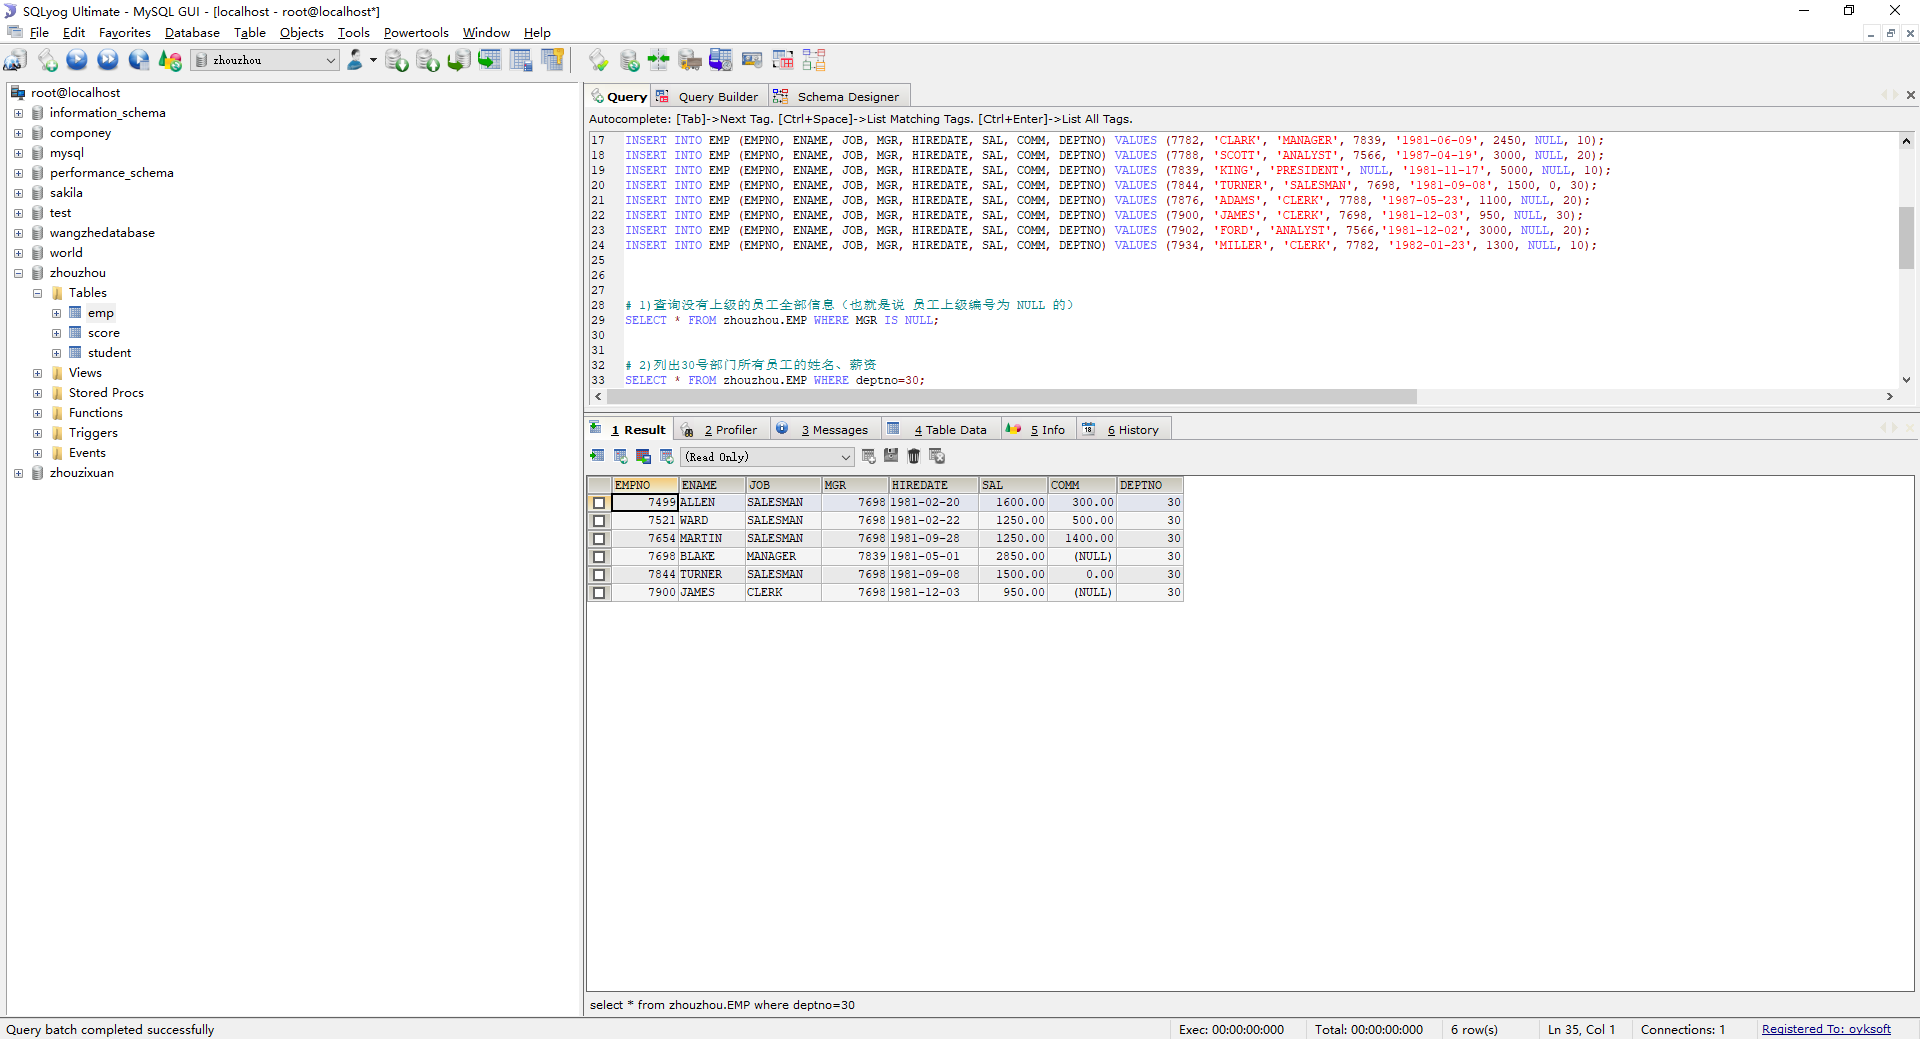 SQLyog Ultimate - MySQL GUI - [localhost - root@localhost*]
File Edit Favorites Database Table Objects Tools Powertools Window Help
zhouzhou
root@localhost
information_schema
componey
mysql
performance_schema
sakila
test
wangzhedatabase
world
zhouzhou
Tables
emp
score
student
Views
Stored Procs
Functions
Triggers
Events
zhouzixuan
Query Query Builder Schema Designer
Autocomplete: [Tab]->Next Tag. [Ctrl+Space]->List Matching Tags. [Ctrl+Enter]->List All Tags.
17 INSERT INTO EMP (EMPNO, ENAME, JOB, MGR, HIREDATE, SAL, COMM, DEPTNO) VALUES (7782, 'CLARK', 'MANAGER', 7839, '1981-06-09', 2450, NULL, 10);
18 INSERT INTO EMP (EMPNO, ENAME, JOB, MGR, HIREDATE, SAL, COMM, DEPTNO) VALUES (7788, 'SCOTT', 'ANALYST', 7566, '1987-04-19', 3000, NULL, 20);
19 INSERT INTO EMP (EMPNO, ENAME, JOB, MGR, HIREDATE, SAL, COMM, DEPTNO) VALUES (7839, 'KING', 'PRESIDENT', NULL, '1981-11-17', 5000, NULL, 10);
20 INSERT INTO EMP (EMPNO, ENAME, JOB, MGR, HIREDATE, SAL, COMM, DEPTNO) VALUES (7844, 'TURNER', 'SALESMAN', 7698, '1981-09-08', 1500, 0, 30);
21 INSERT INTO EMP (EMPNO, ENAME, JOB, MGR, HIREDATE, SAL, COMM, DEPTNO) VALUES (7876, 'ADAMS', 'CLERK', 7788, '1987-05-23', 1100, NULL, 20);
22 INSERT INTO EMP (EMPNO, ENAME, JOB, MGR, HIREDATE, SAL, COMM, DEPTNO) VALUES (7900, 'JAMES', 'CLERK', 7698, '1981-12-03', 950, NULL, 30);
23 INSERT INTO EMP (EMPNO, ENAME, JOB, MGR, HIREDATE, SAL, COMM, DEPTNO) VALUES (7902, 'FORD', 'ANALYST', 7566,'1981-12-02', 3000, NULL, 20);
24 INSERT INTO EMP (EMPNO, ENAME, JOB, MGR, HIREDATE, SAL, COMM, DEPTNO) VALUES (7934, 'MILLER', 'CLERK', 7782, '1982-01-23', 1300, NULL, 10);
25
26
27
28 # 1)查询没有上级的员工全部信息（也就是说 员工上级编号为 NULL 的）
29 SELECT * FROM zhouzhou.EMP WHERE MGR IS NULL;
30
31
32 # 2)列出30号部门所有员工的姓名、薪资
33 SELECT * FROM zhouzhou.EMP WHERE deptno=30;
1 Result 2 Profiler 3 Messages 4 Table Data 5 Info 6 History
(Read Only)
EMPNO ENAME JOB MGR HIREDATE SAL COMM DEPTNO
7499 ALLEN SALESMAN 7698 1981-02-20 1600.00 300.00 30
7521 WARD SALESMAN 7698 1981-02-22 1250.00 500.00 30
7654 MARTIN SALESMAN 7698 1981-09-28 1250.00 1400.00 30
7698 BLAKE MANAGER 7839 1981-05-01 2850.00 (NULL) 30
7844 TURNER SALESMAN 7698 1981-09-08 1500.00 0.00 30
7900 JAMES CLERK 7698 1981-12-03 950.00 (NULL) 30
select * from zhouzhou.EMP where deptno=30
Query batch completed successfully Exec: 00:00:00:000 Total: 00:00:00:000 6 row(s) Ln 35, Col 1 Connections: 1 Registered To: ovksoft